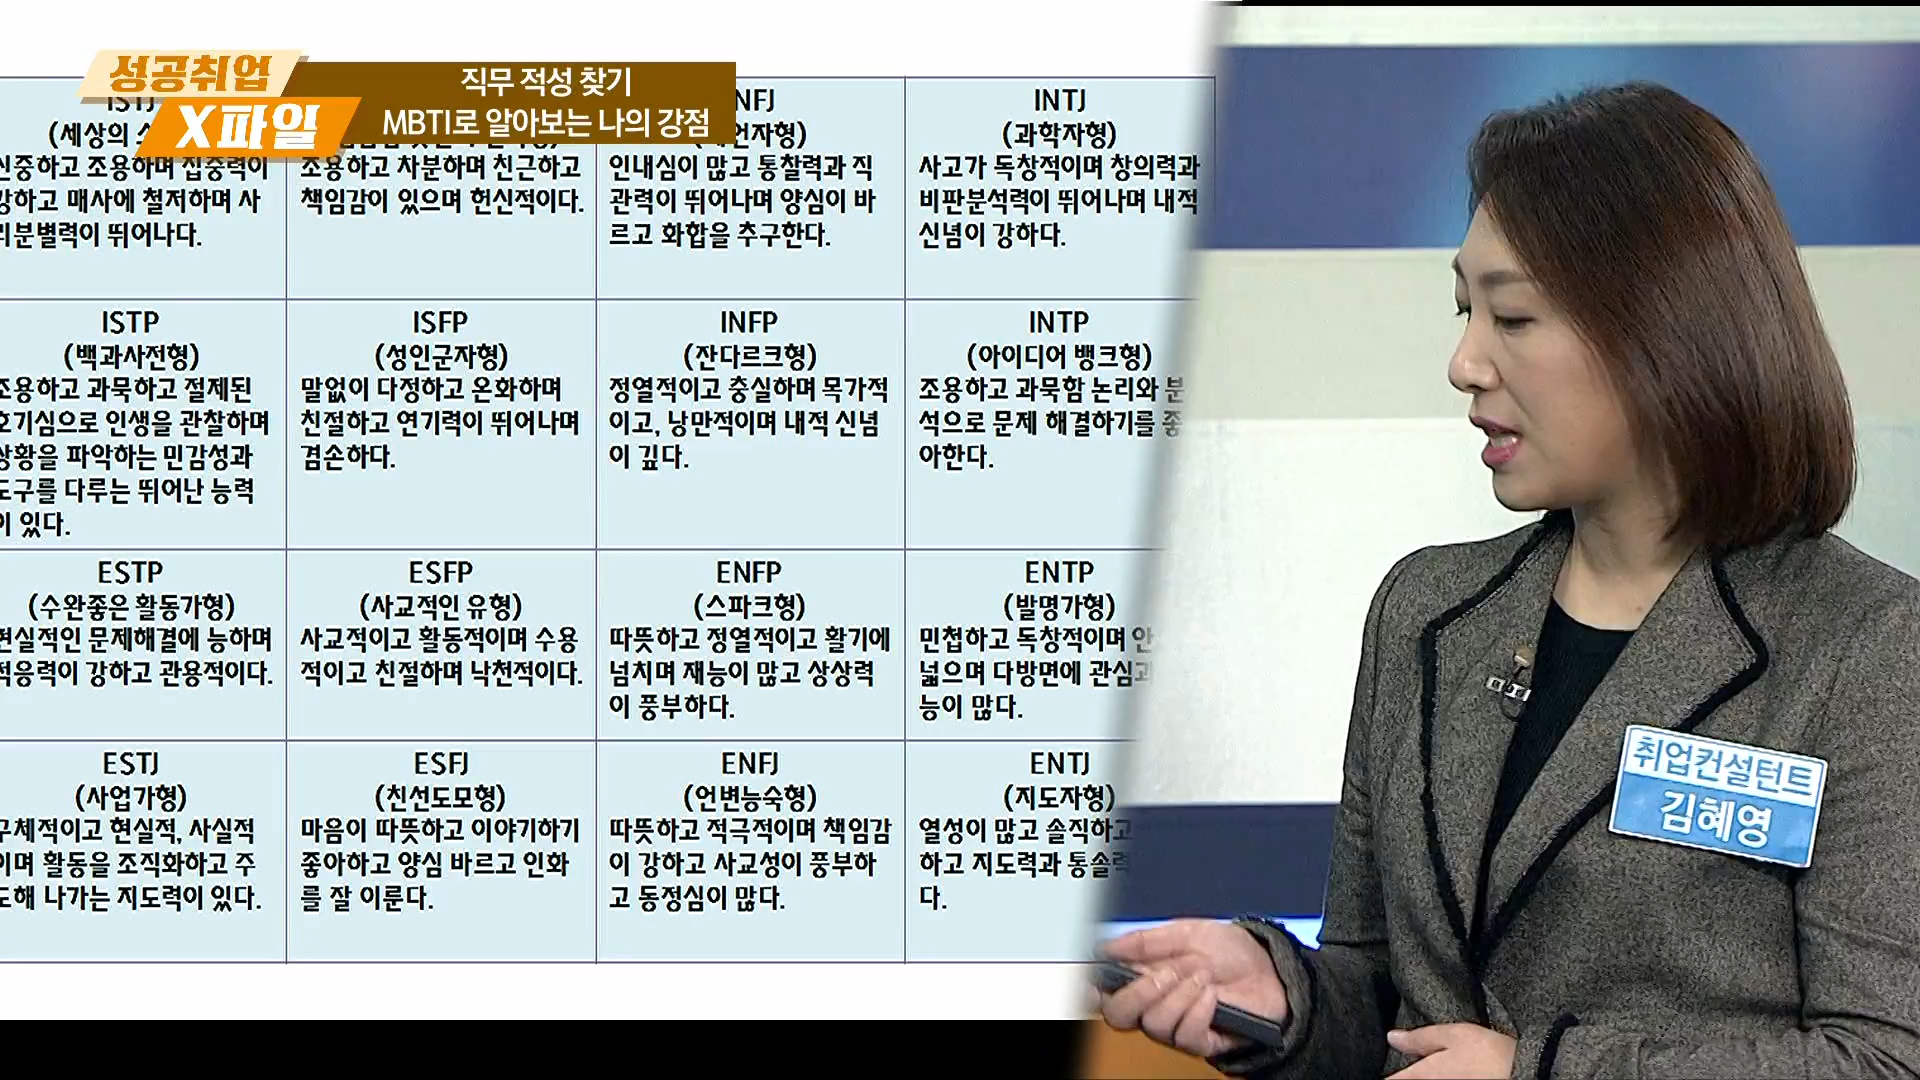 성공취업
X파일
직무 적성 찾기
MBTI로 알아보는 나의 강점
ISTJ
(세상의
신중하고 조용하며 집중력이
강하고 매사에 철저하며 사
리분별력이 뛰어나다.
조용하고 차분하며 친근하고
책임감이 있으며 헌신적이다.
NFJ
언자형)
인내심이 많고 통찰력과 직
관력이 뛰어나며 양심이 바
르고 화합을 추구한다.
INTJ
(과학자형)
사고가 독창적이며 창의력과
비판분석력이 뛰어나며 내적
신념이 강하다.
ISTP
(백과사전형)
조용하고 과묵하고 절제된
호기심으로 인생을 관찰하며
상황을 파악하는 민감성과
도구를 다루는 뛰어난 능력
이 있다.
ISFP
(성인군자형)
말없이 다정하고 온화하며
친절하고 연기력이 뛰어나며
겸손하다.
INFP
(잔다르크형)
정열적이고 충실하며 목가적
이고, 낭만적이며 내적 신념
이 깊다.
INTP
(아이디어 뱅크형)
조용하고 과묵함 논리와 분
석으로 문제 해결하기를 좋
아한다.
ESTP
(수완좋은 활동가형)
현실적인 문제해결에 능하며
적응력이 강하고 관용적이다.
ESFP
(사교적인 유형)
사교적이고 활동적이며 수용
적이고 친절하며 낙천적이다.
ENFP
(스파크형)
따뜻하고 정열적이고 활기에
넘치며 재능이 많고 상상력
이 풍부하다.
ENTP
(발명가형)
민첩하고 독창적이며 안
넓으며 다방면에 관심과
능이 많다.
ESTJ
(사업가형)
구체적이고 현실적, 사실적
이며 활동을 조직화하고 주
도해 나가는 지도력이 있다.
ESFJ
(친선도모형)
마음이 따뜻하고 이야기하기
좋아하고 양심 바르고 인화
를 잘 이룬다.
ENFJ
(언변능숙형)
따뜻하고 적극적이며 책임감
이 강하고 사교성이 풍부하
고 동정심이 많다.
ENTJ
(지도자형)
열성이 많고 솔직하고
하고 지도력과 통솔력
다.
취업컨설턴트
김혜영